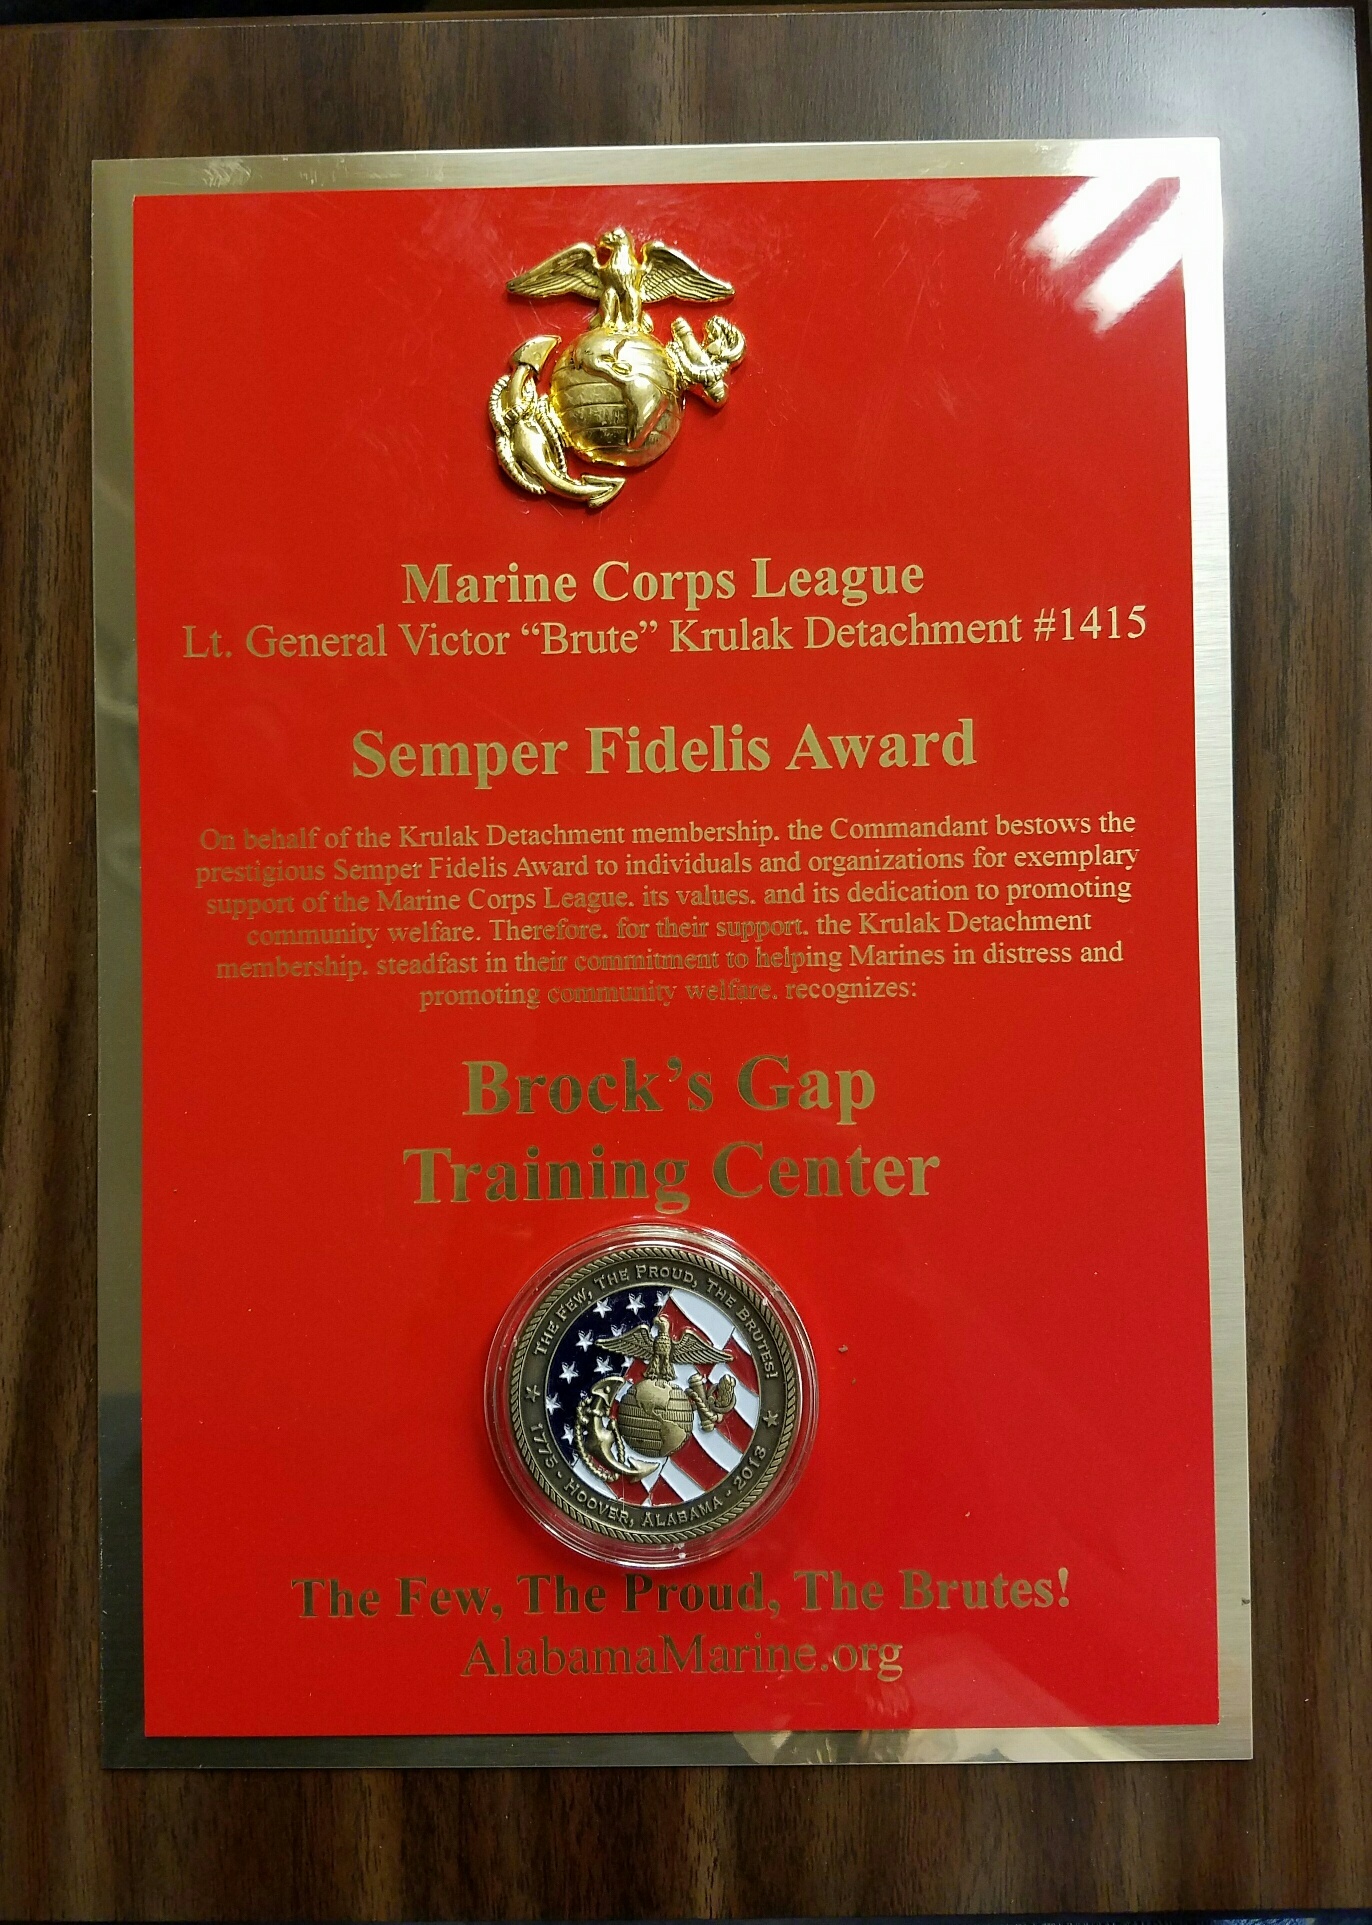 Marine Corps League
Lt. General Victor “Brute” Krulak Detachment #1415
Semper Fidelis Award
On behalf of the Krulak Detachment membership. the Commandant bestows the
prestigious Semper Fidelis Award to individuals and organizations for exemplary
support of the Marine Corps League. its values. and its dedication to promoting
community welfare. Therefore. for their support. the Krulak Detachment
membership. steadfast in their commitment to helping Marines in distress and
promoting community welfare. recognizes:
Brock’s Gap
Training Center
THE FEW, THE PROUD, THE BRUTES!
1775 - HOOVER, ALABAMA - 2013
The Few, The Proud, The Brutes!
AlabamaMarine.org